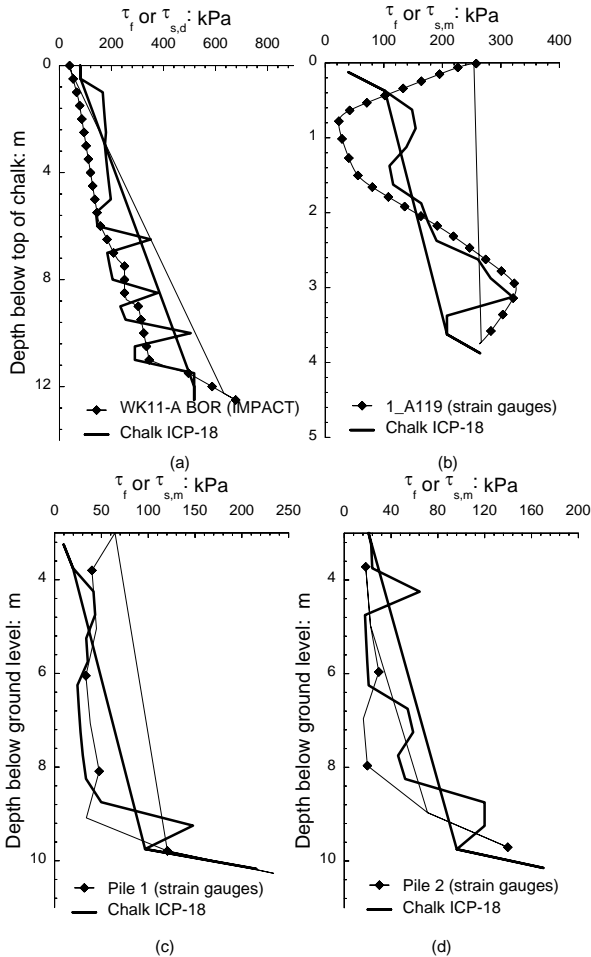 τf or τs,d: kPa
0 200 400 600 800
0
4
8
12
Depth below top of chalk: m
WK11-A BOR (IMPACT)
Chalk ICP-18
(a)
τf or τs,m: kPa
0 100 200 300 400
0
1
2
3
4
5
Depth below top of chalk: m
1_A119 (strain gauges)
Chalk ICP-18
(b)
τf or τs,m: kPa
0 50 100 150 200 250
4
6
8
10
Depth below ground level: m
Pile 1 (strain gauges)
Chalk ICP-18
(c)
τf or τs,m: kPa
0 40 80 120 160 200
4
6
8
10
Depth below ground level: m
Pile 2 (strain gauges)
Chalk ICP-18
(d)